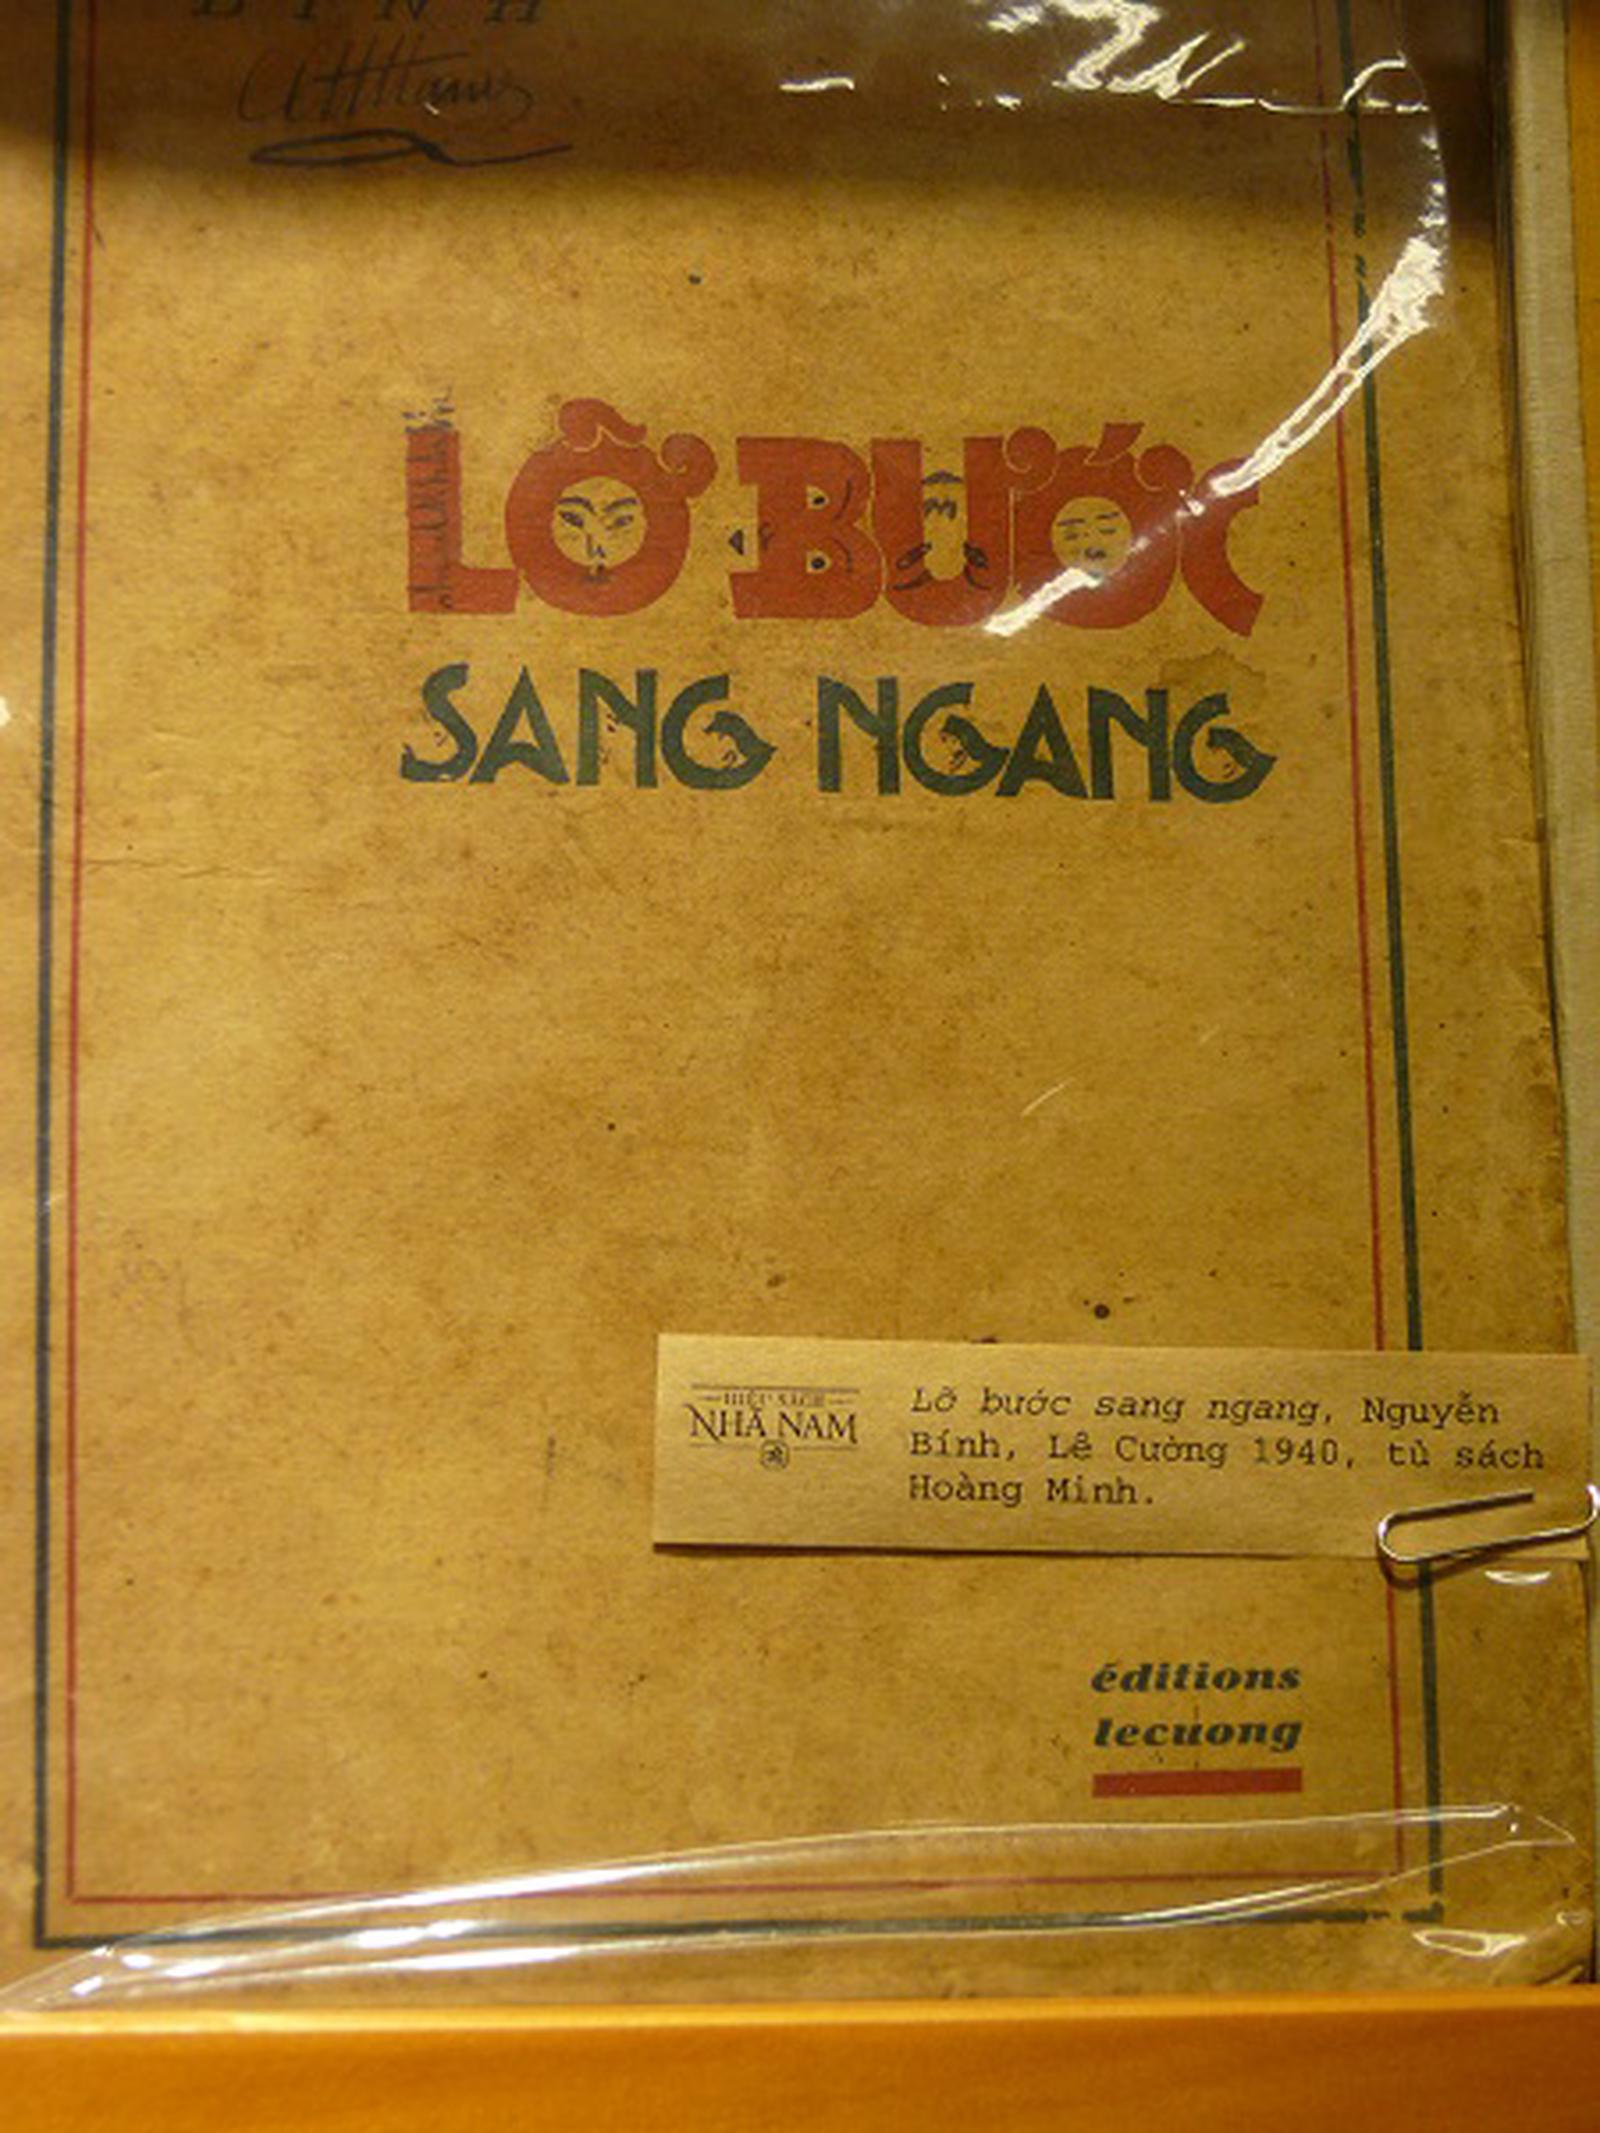 BÍNH
LỠ BƯỚC
SANG NGANG
HIỆU SÁCH
NHÃ NAM
Lỡ bước sang ngang, Nguyễn
Bính, Lê Cường 1940, tủ sách
Hoàng Minh.
éditions
lecuong